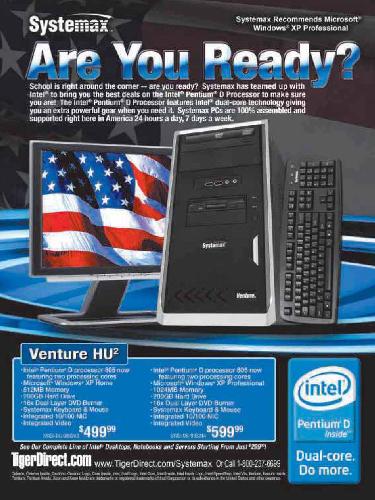 Systemax
Systemax Recommends Microsoft®
Windows® XP Professional
Are You Ready?
School is right around the corner — are you ready? Systemax has teamed up with
Intel® to bring you the best deals on the Intel® Pentium® D Processor to make sure
you are! The Intel® Pentium® D Processor features Intel® dual-core technology giving
you an extra powerful gear when you need it. Systemax PCs are 100% assembled and
supported right here in America 24 hours a day, 7 days a week.
Systemax
Venture
Venture HU²
•Intel® Pentium® D processor 805 now
featuring two processing cores
•Microsoft® Windows® XP Home
•512MB Memory
•200GB Hard Drive
•16x Dual Layer DVD Burner
•Systemax Keyboard & Mouse
•Integrated 10/100 NIC
•Integrated Video
$499⁹⁹
•Intel® Pentium® D processor 805 now
featuring two processing cores
•Microsoft® Windows® XP Professional
•1024MB Memory
•200GB Hard Drive
•16x Dual Layer DVD Burner
•Systemax Keyboard & Mouse
•Integrated 10/100 NIC
•Integrated Video
$599⁹⁹
intel®
Pentium® D
inside™
Dual-core.
Do more.
See Our Complete Line of Intel® Desktops, Notebooks and Servers Starting From Just $299⁹⁹!
TigerDirect.com www.TigerDirect.com/Systemax Or Call 1-800-237-6699